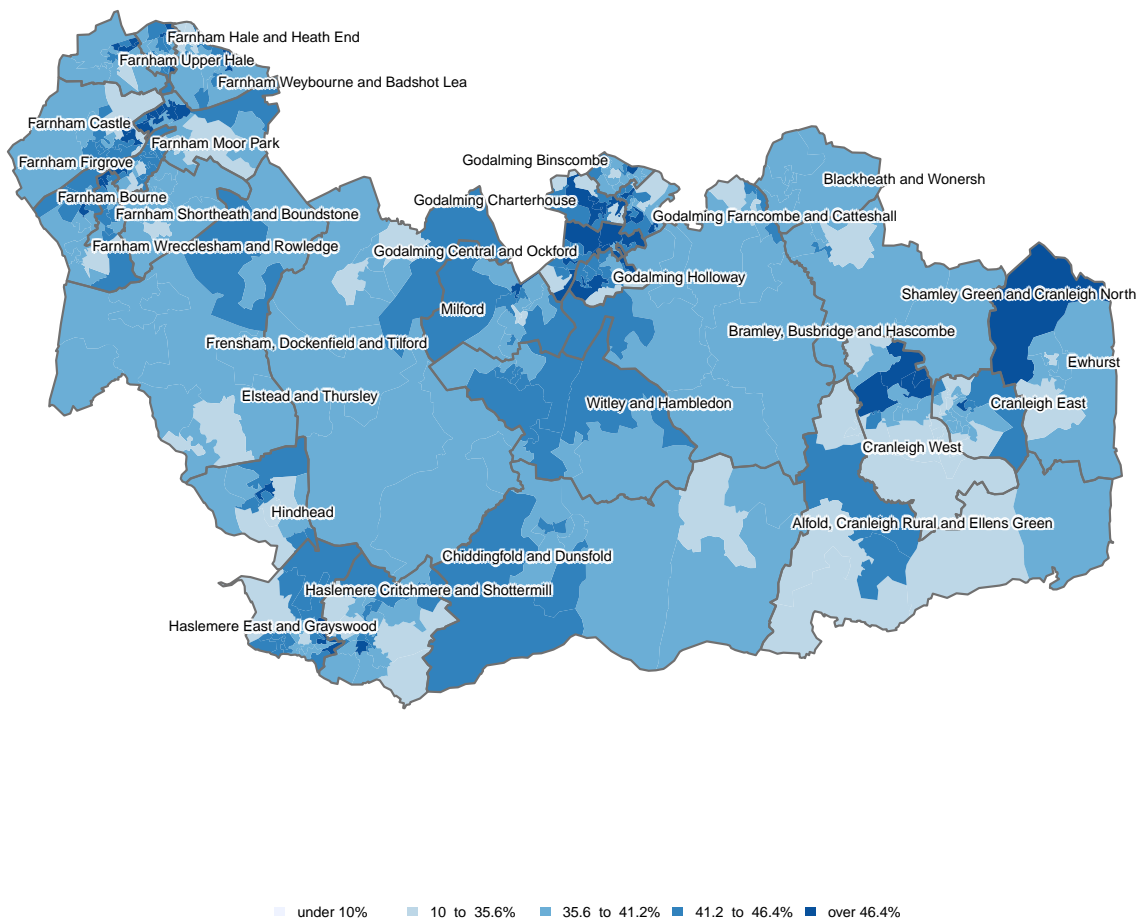 Farnham Hale and Heath End
Farnham Upper Hale
Farnham Weybourne and Badshot Lea
Farnham Castle
Farnham Moor Park
Farnham Firgrove
Godalming Binscombe
Blackheath and Wonersh
Farnham Bourne
Godalming Charterhouse
Farnham Shortheath and Boundstone
Godalming Farncombe and Catteshall
Farnham Wrecclesham and Rowledge
Godalming Central and Ockford
Godalming Holloway
Shamley Green and Cranleigh North
Milford
Bramley, Busbridge and Hascombe
Frensham, Dockenfield and Tilford
Ewhurst
Elstead and Thursley
Witley and Hambledon
Cranleigh East
Cranleigh West
Hindhead
Alfold, Cranleigh Rural and Ellens Green
Chiddingfold and Dunsfold
Haslemere Critchmere and Shottermill
Haslemere East and Grayswood
under 10% 10 to 35.6% 35.6 to 41.2% 41.2 to 46.4% over 46.4%